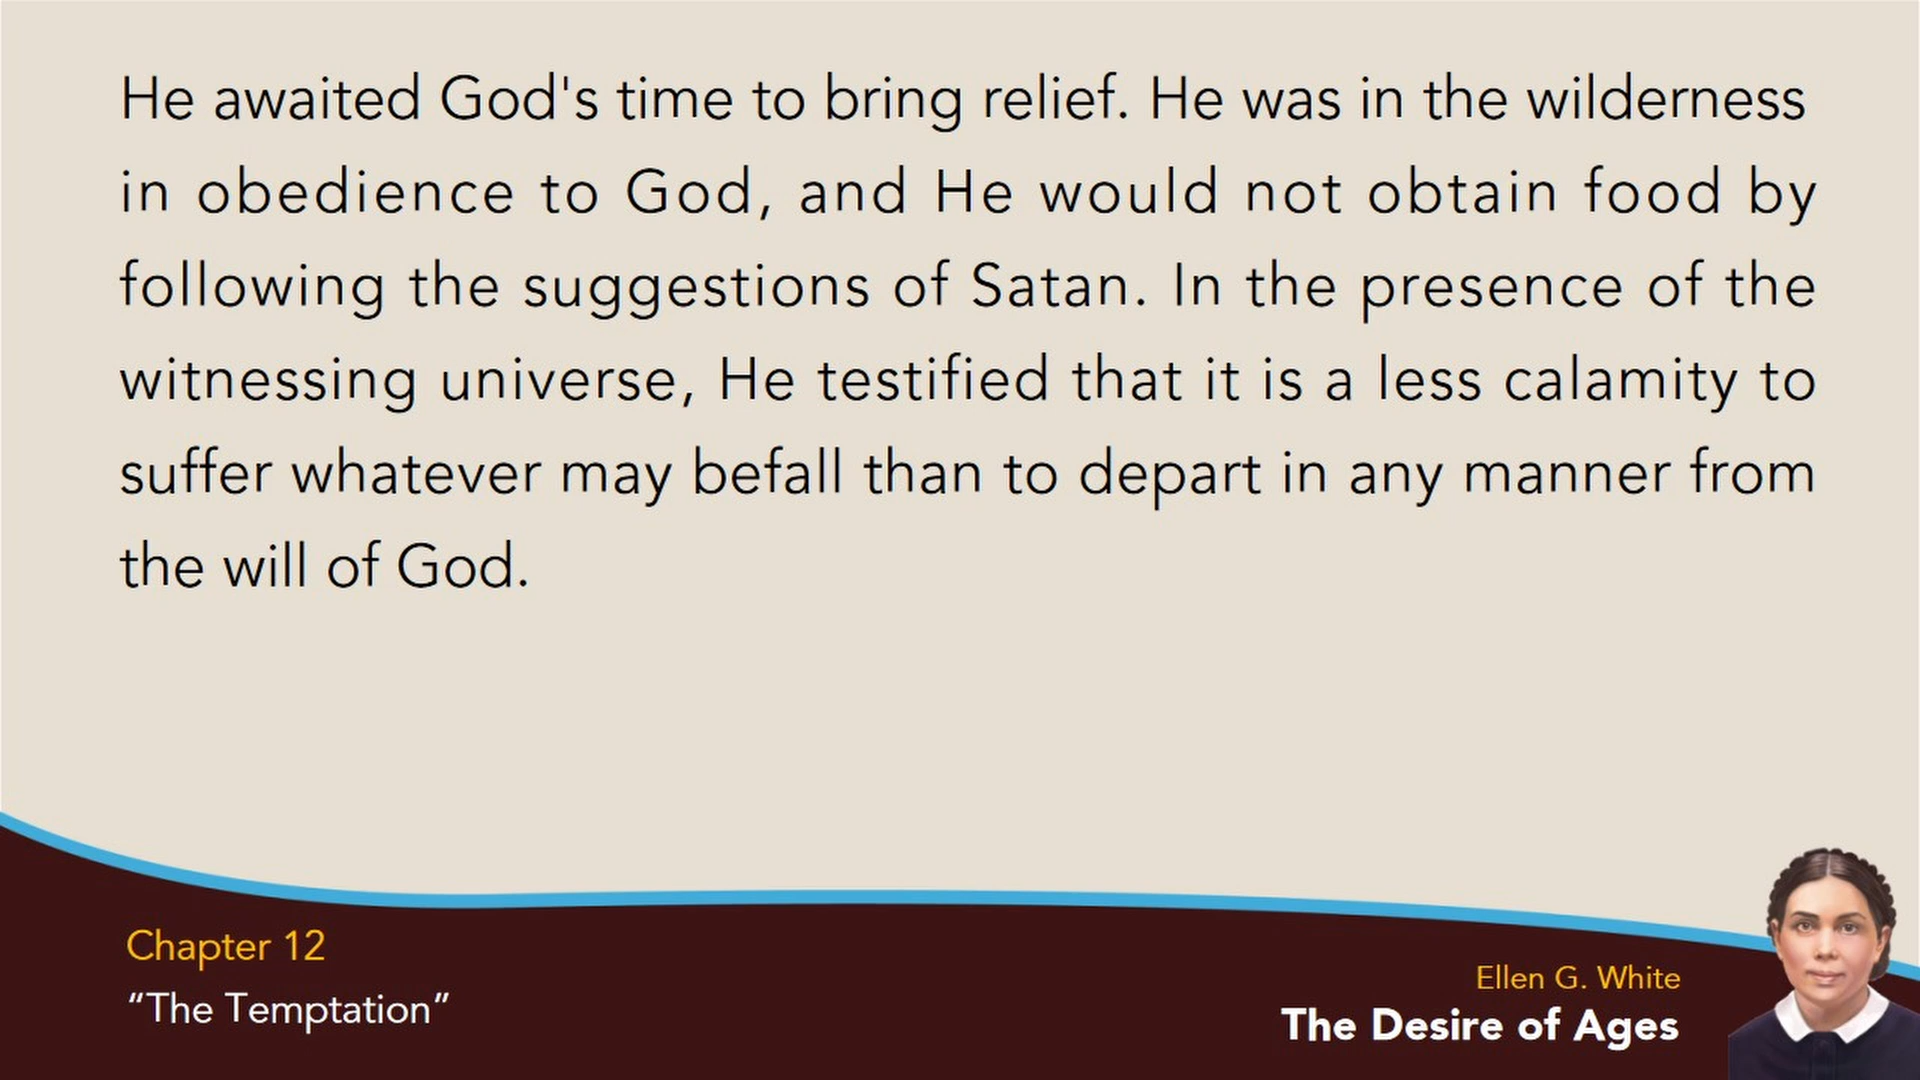 He awaited God's time to bring relief. He was in the wilderness
in obedience to God, and He would not obtain food by
following the suggestions of Satan. In the presence of the
witnessing universe, He testified that it is a less calamity to
suffer whatever may befall than to depart in any manner from
the will of God.
Chapter 12
“The Temptation”
Ellen G. White
The Desire of Ages